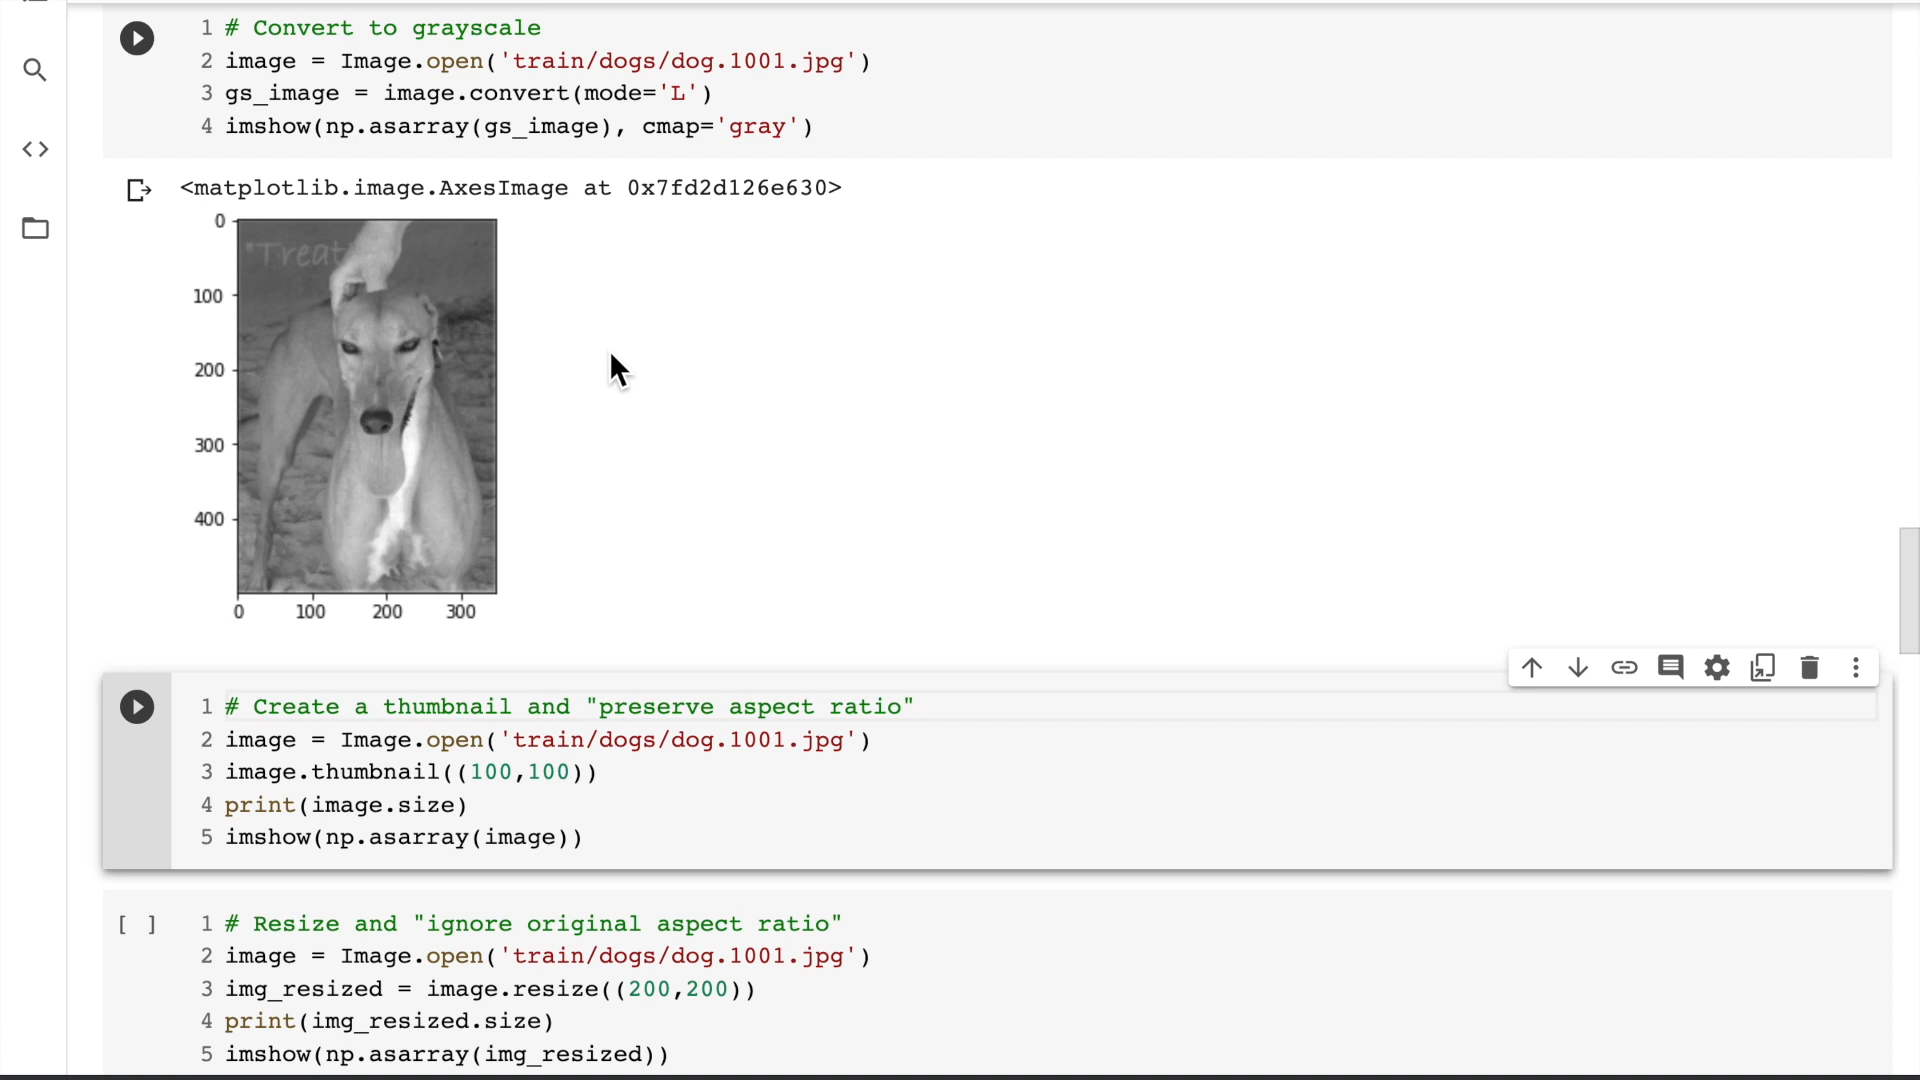 1 # Convert to grayscale
2 image = Image.open('train/dogs/dog.1001.jpg')
3 gs_image = image.convert(mode='L')
4 imshow(np.asarray(gs_image), cmap='gray')
<matplotlib.image.AxesImage at 0x7fd2d126e630>
0
"Treat
100
200
300
400
0 100 200 300
1 # Create a thumbnail and "preserve aspect ratio"
2 image = Image.open('train/dogs/dog.1001.jpg')
3 image.thumbnail((100,100))
4 print(image.size)
5 imshow(np.asarray(image))
[ ] 1 # Resize and "ignore original aspect ratio"
2 image = Image.open('train/dogs/dog.1001.jpg')
3 img_resized = image.resize((200,200))
4 print(img_resized.size)
5 imshow(np.asarray(img_resized))